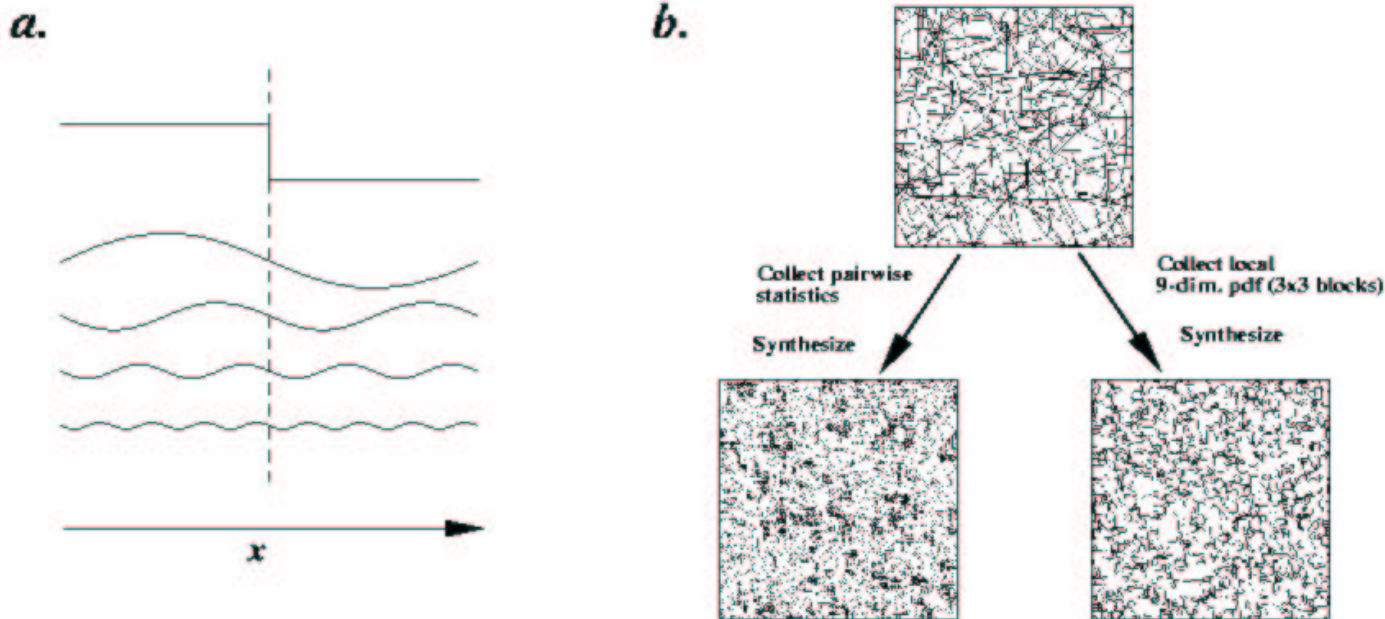 a.
x
b.
Collect pairwise
statistics
Synthesize
Collect local
9-dim. pdf (3x3 blocks)
Synthesize